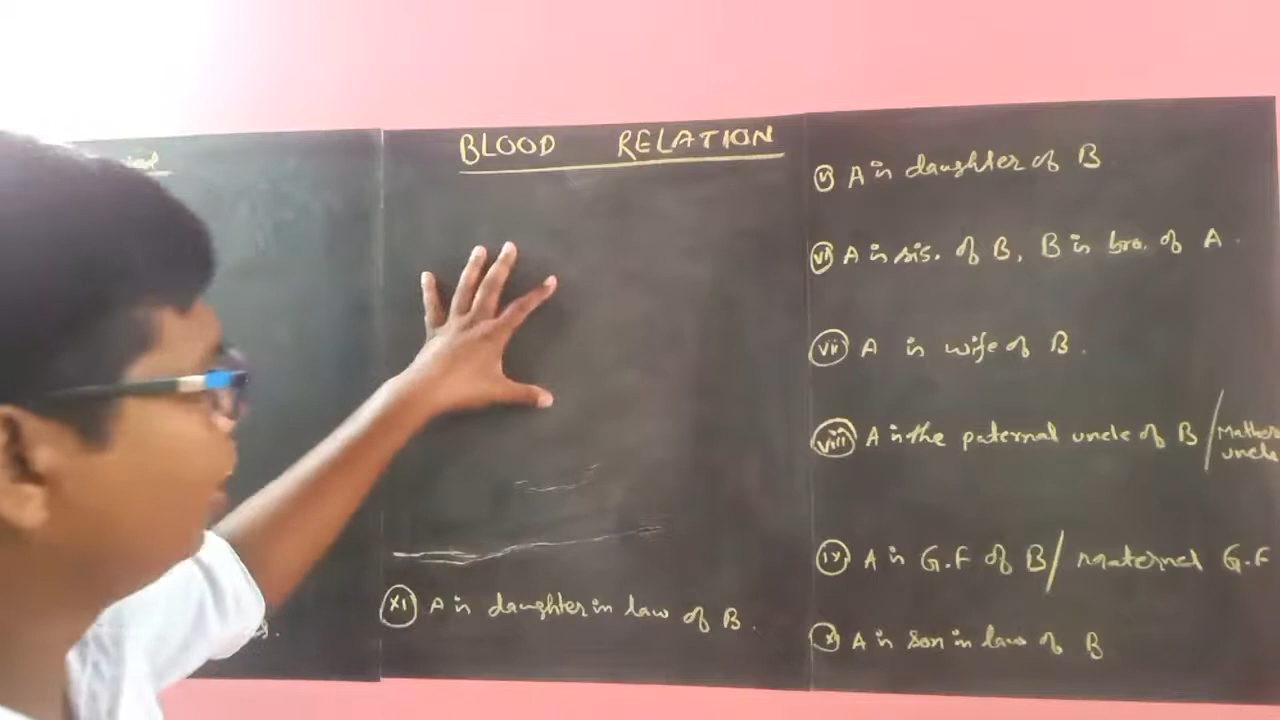 BLOOD RELATION
(xi) A is daughter in law of B.
(v) A is daughter of B
(vi) A is sis. of B, B is bro. of A.
(vii) A is wife of B.
(viii) A is the paternal uncle of B / Mather
uncle
(ix) A is G.F of B / maternal G.F
(x) A is son in law of B